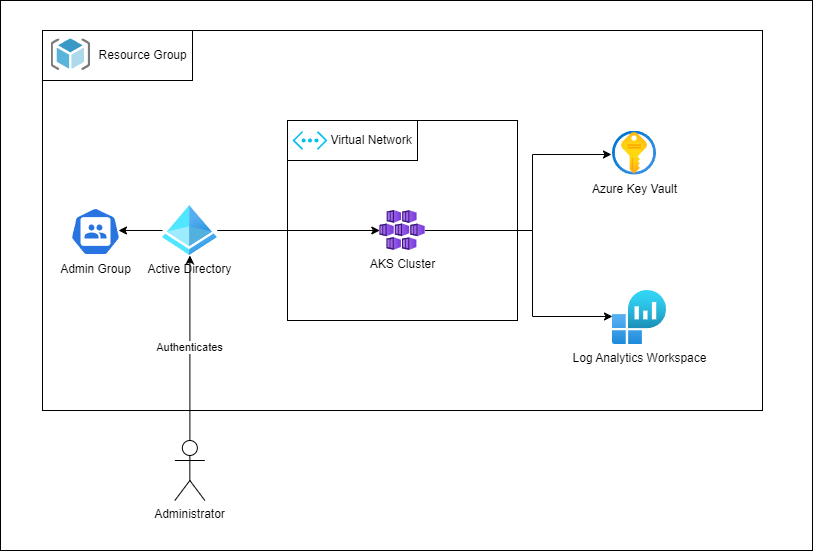 Resource Group
Virtual Network
Azure Key Vault
Admin Group
Active Directory
AKS Cluster
Authenticates
Log Analytics Workspace
Administrator